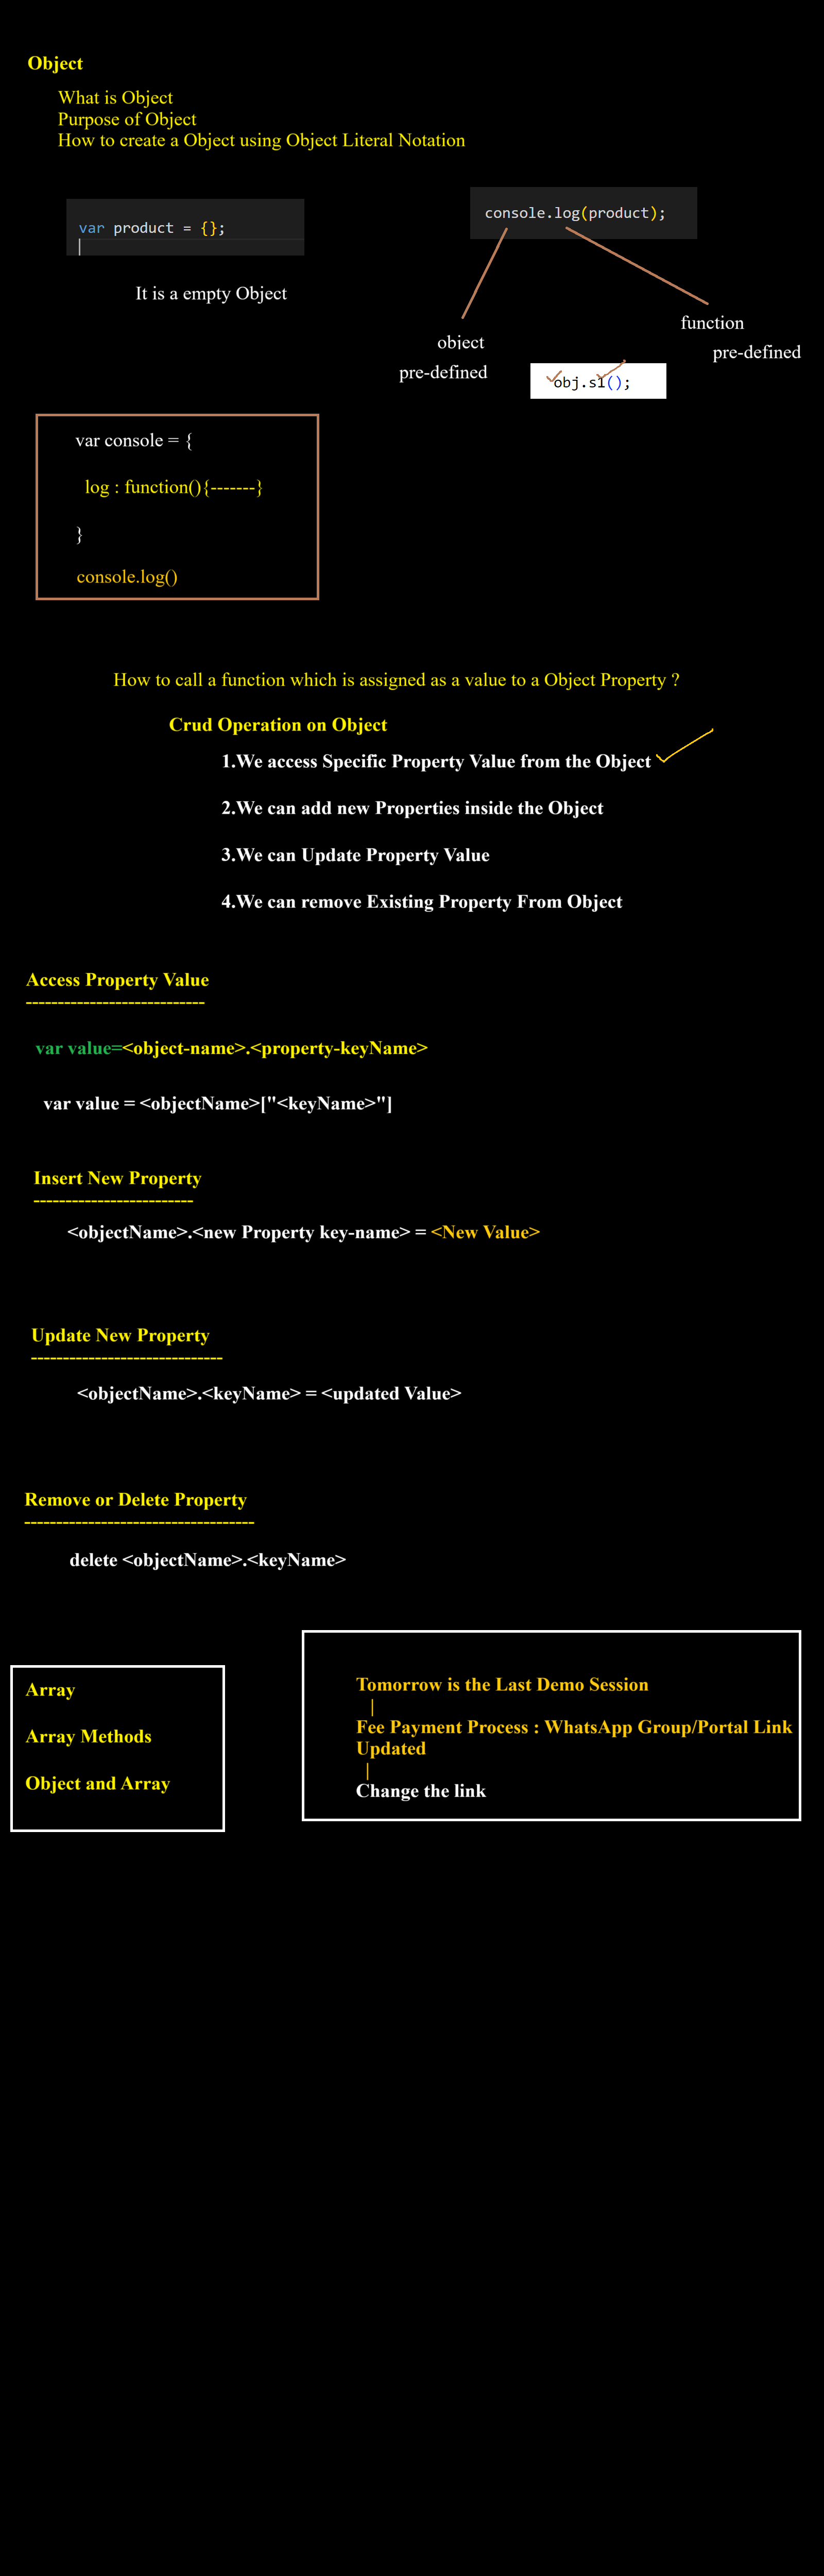 Object
What is Object
Purpose of Object
How to create a Object using Object Literal Notation
var product = {};
It is a empty Object
console.log(product);
object
pre-defined
function
pre-defined
obj.s1();
var console = {
log : function(){-------}
}
console.log()
How to call a function which is assigned as a value to a Object Property ?
Crud Operation on Object
1.We access Specific Property Value from the Object
2.We can add new Properties inside the Object
3.We can Update Property Value
4.We can remove Existing Property From Object
Access Property Value
----------------------------
var value=<object-name>.<property-keyName>
var value = <objectName>["<keyName>"]
Insert New Property
-------------------------
<objectName>.<new Property key-name> = <New Value>
Update New Property
------------------------------
<objectName>.<keyName> = <updated Value>
Remove or Delete Property
------------------------------------
delete <objectName>.<keyName>
Array
Array Methods
Object and Array
Tomorrow is the Last Demo Session
|
Fee Payment Process : WhatsApp Group/Portal Link
Updated
|
Change the link